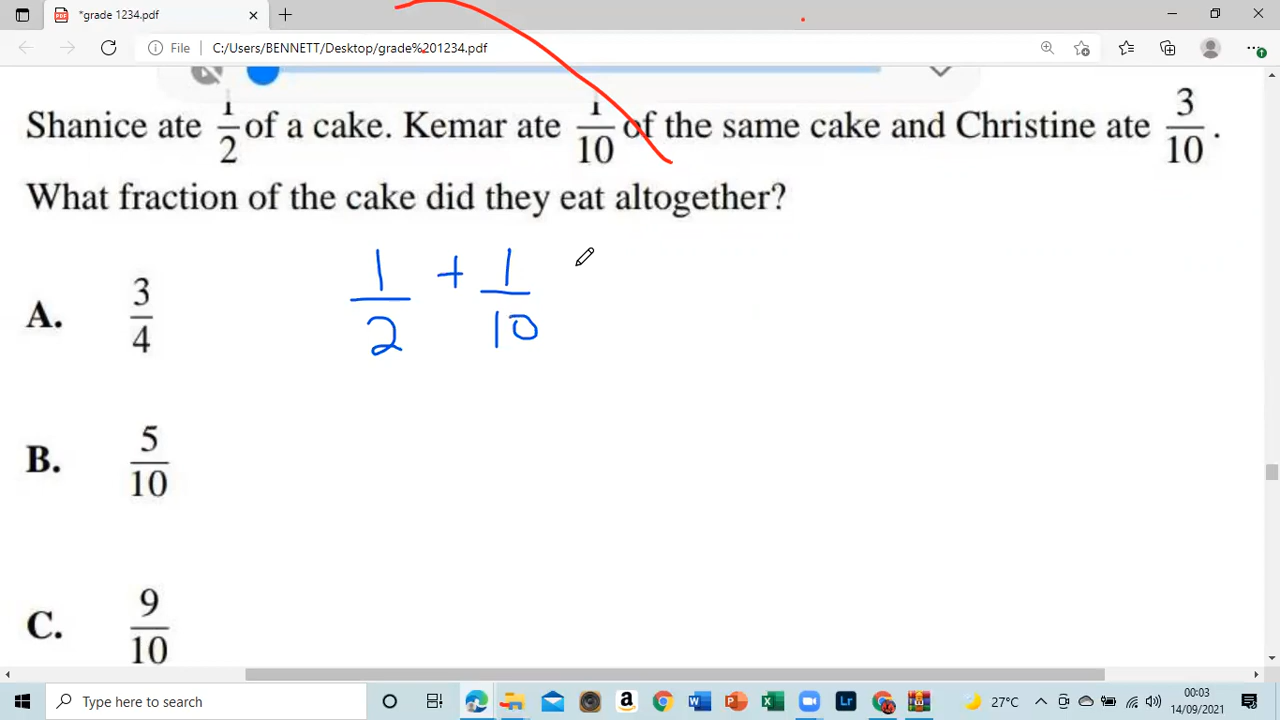 *grade 1234.pdf
File C:/Users/BENNETT/Desktop/grade%201234.pdf
Shanice ate 1/2 of a cake. Kemar ate 1/10 of the same cake and Christine ate 3/10.
What fraction of the cake did they eat altogether?
1/2 + 1/10
A. 3/4
B. 5/10
C. 9/10
Type here to search
27°C
00:03
14/09/2021